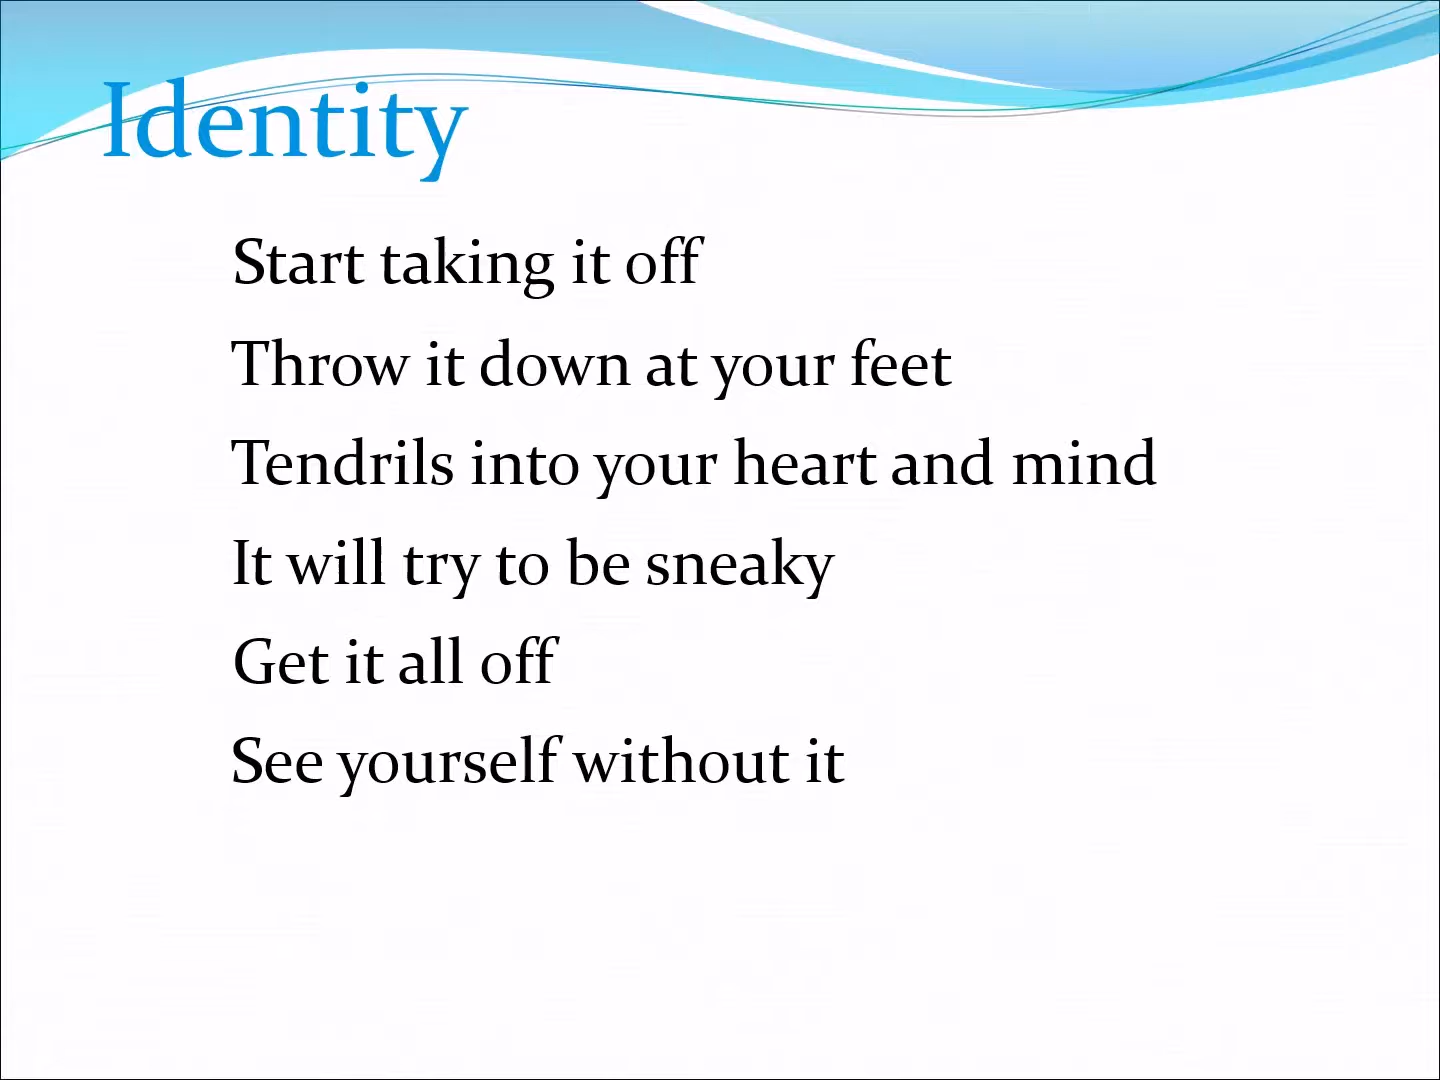 Identity
Start taking it off
Throw it down at your feet
Tendrils into your heart and mind
It will try to be sneaky
Get it all off
See yourself without it